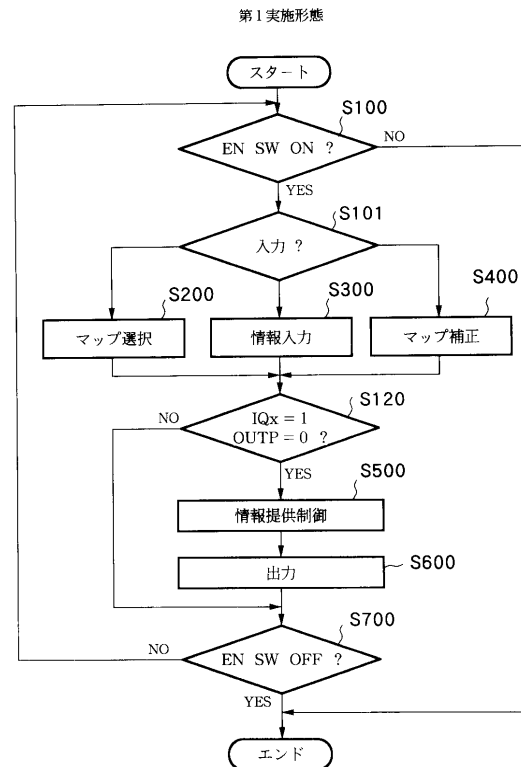 第1実施形態
スタート
S100
EN SW ON ?
NO
YES
S101
入力 ?
S200
S300
S400
マップ選択
情報入力
マップ補正
S120
NO
IQx = 1
OUTP = 0 ?
YES
S500
情報提供制御
S600
出力
S700
NO
EN SW OFF ?
YES
エンド